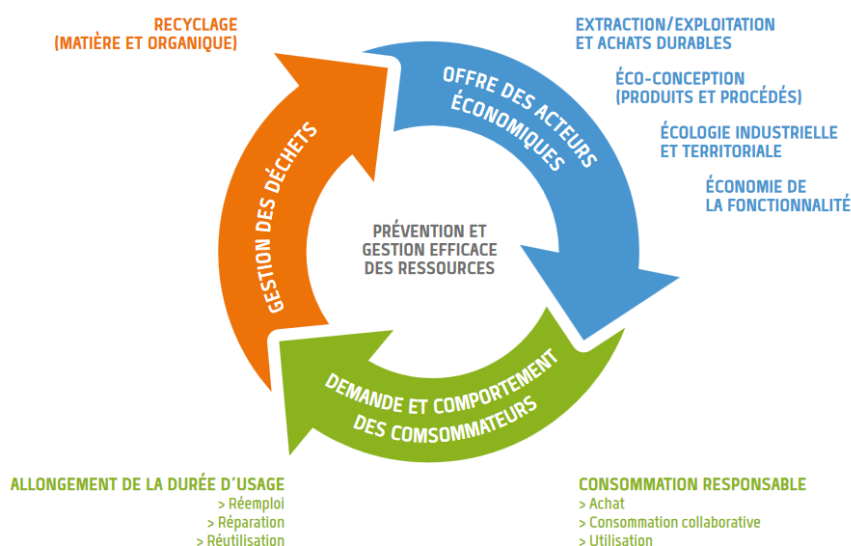 RECYCLAGE
(MATIÈRE ET ORGANIQUE)
EXTRACTION/EXPLOITATION
ET ACHATS DURABLES
ÉCO-CONCEPTION
(PRODUITS ET PROCÉDÉS)
ÉCOLOGIE INDUSTRIELLE
ET TERRITORIALE
ÉCONOMIE DE
LA FONCTIONNALITÉ
OFFRE DES ACTEURS
ÉCONOMIQUES
GESTION DES DÉCHETS
PRÉVENTION ET
GESTION EFFICACE
DES RESSOURCES
DEMANDE ET COMPORTEMENT
DES COMSOMMATEURS
ALLONGEMENT DE LA DURÉE D'USAGE
> Réemploi
> Réparation
> Réutilisation
CONSOMMATION RESPONSABLE
> Achat
> Consommation collaborative
> Utilisation